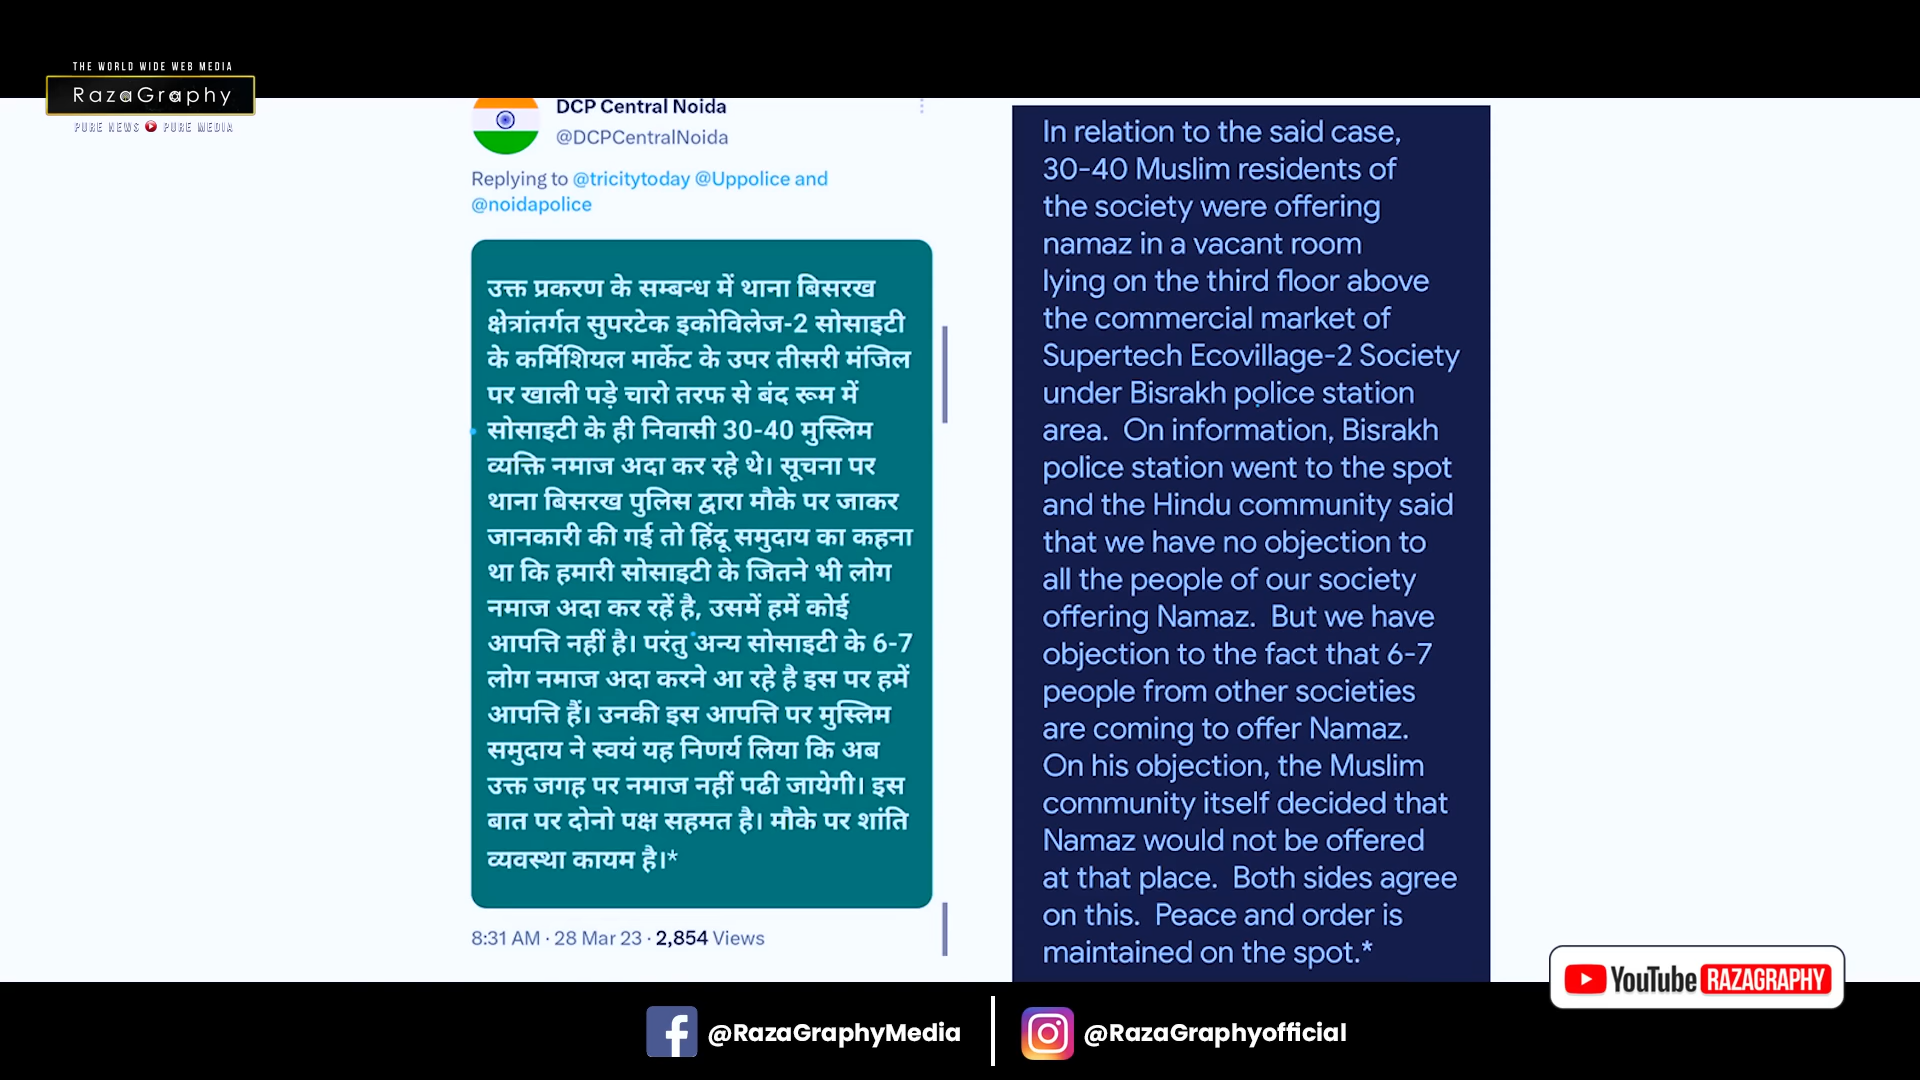 THE WORLD WIDE WEB MEDIA
RazaGraphy
PURE NEWS PURE MEDIA
DCP Central Noida
@DCPCentralNoida
Replying to @tricitytoday @Uppolice and
@noidapolice
उक्त प्रकरण के सम्बन्ध में थाना बिसरख
क्षेत्रांतर्गत सुपरटेक इकोविलेज-2 सोसाइटी
के कर्मिशियल मार्केट के उपर तीसरी मंजिल
पर खाली पड़े चारो तरफ से बंद रूम में
सोसाइटी के ही निवासी 30-40 मुस्लिम
व्यक्ति नमाज अदा कर रहे थे। सूचना पर
थाना बिसरख पुलिस द्वारा मौके पर जाकर
जानकारी की गई तो हिंदू समुदाय का कहना
था कि हमारी सोसाइटी के जितने भी लोग
नमाज अदा कर रहें है, उसमें हमें कोई
आपत्ति नहीं है। परंतु अन्य सोसाइटी के 6-7
लोग नमाज अदा करने आ रहे है इस पर हमें
आपत्ति हैं। उनकी इस आपत्ति पर मुस्लिम
समुदाय ने स्वयं यह निणर्य लिया कि अब
उक्त जगह पर नमाज नहीं पढी जायेगी। इस
बात पर दोनो पक्ष सहमत है। मौके पर शांति
व्यवस्था कायम है।*
8:31 AM · 28 Mar 23 · 2,854 Views
In relation to the said case,
30-40 Muslim residents of
the society were offering
namaz in a vacant room
lying on the third floor above
the commercial market of
Supertech Ecovillage-2 Society
under Bisrakh police station
area. On information, Bisrakh
police station went to the spot
and the Hindu community said
that we have no objection to
all the people of our society
offering Namaz. But we have
objection to the fact that 6-7
people from other societies
are coming to offer Namaz.
On his objection, the Muslim
community itself decided that
Namaz would not be offered
at that place. Both sides agree
on this. Peace and order is
maintained on the spot.*
YouTube RAZAGRAPHY
@RazaGraphyMedia
@RazaGraphyofficial